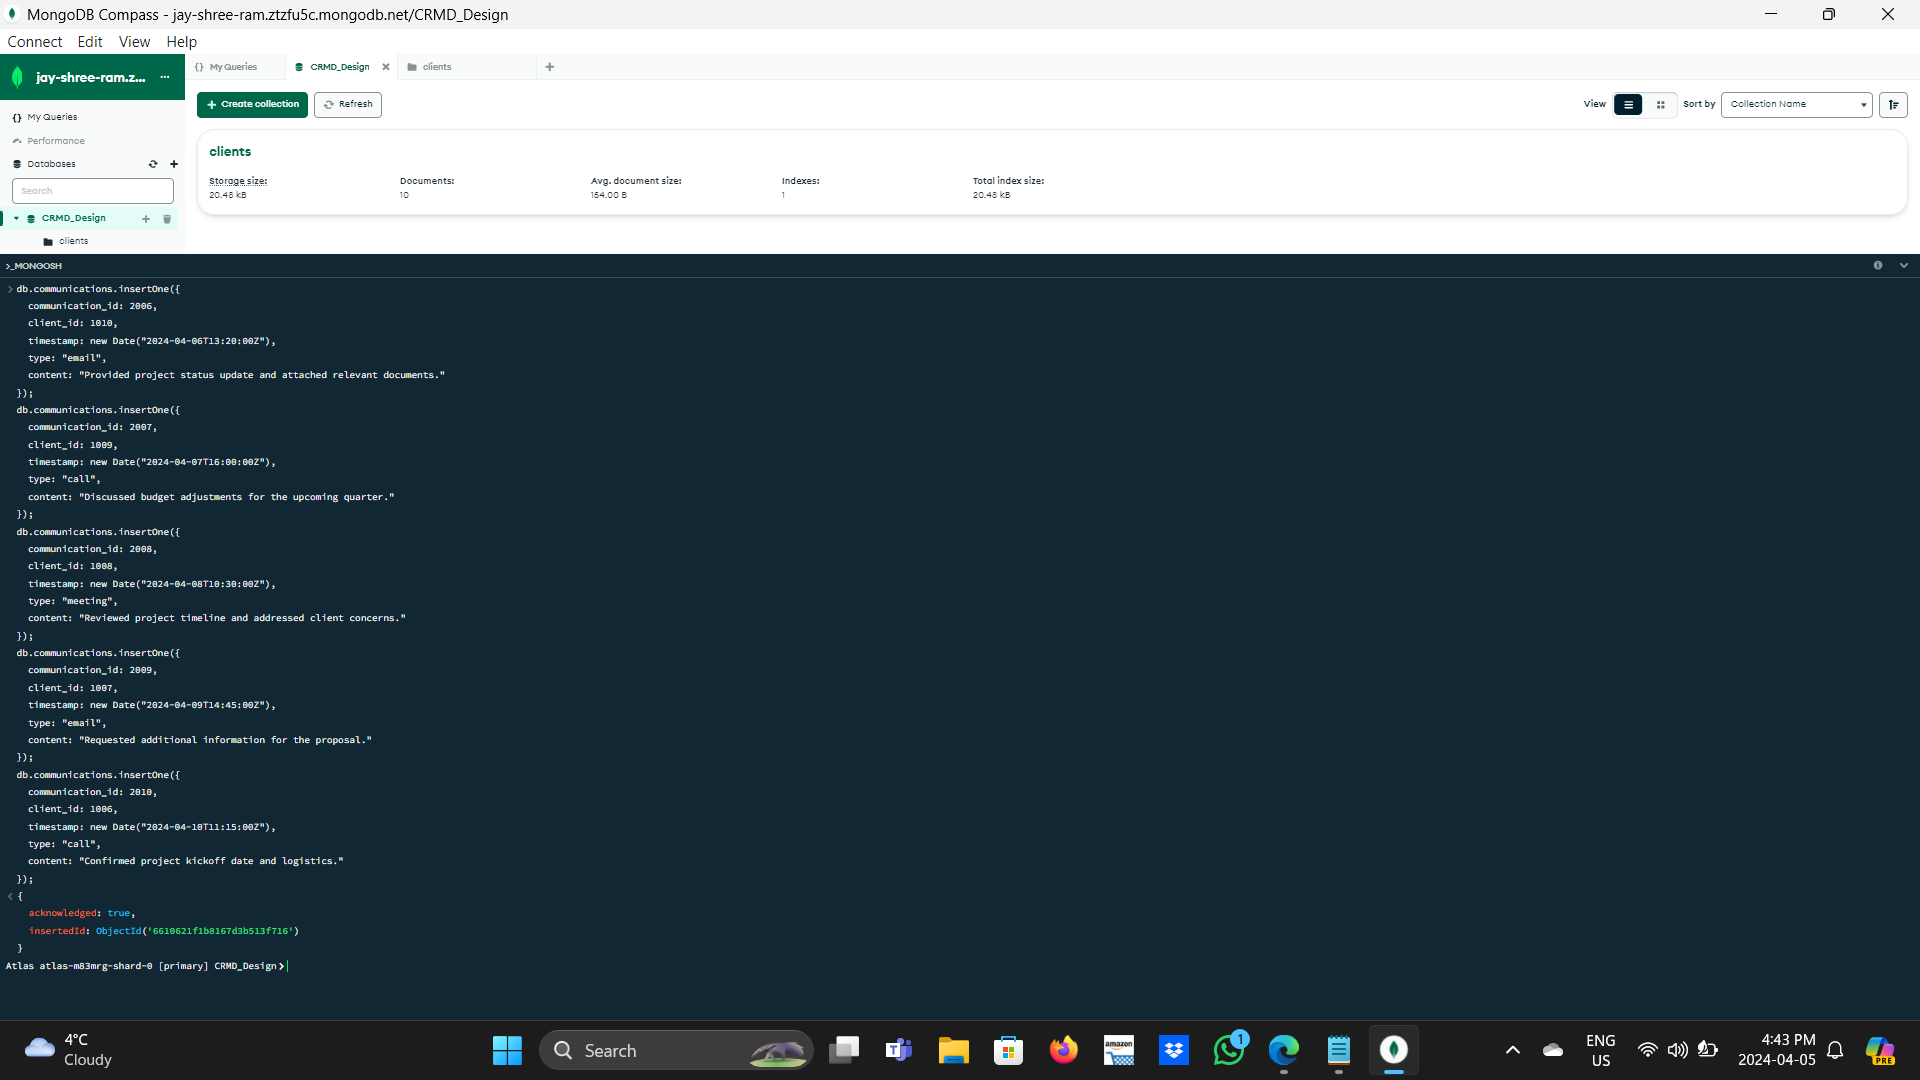 MongoDB Compass - jay-shree-ram.ztzfu5c.mongodb.net/CRMD_Design
Connect Edit View Help
jay-shree-ram.z... ...
My Queries
CRMD_Design
clients
{} My Queries
Performance
Databases
Search
CRMD_Design
clients
+ Create collection
Refresh
View
Sort by
Collection Name
clients
Storage size:
20.48 kB
Documents:
10
Avg. document size:
154.00 B
Indexes:
1
Total index size:
20.48 kB
>_MONGOSH
> db.communications.insertOne({
communication_id: 2006,
client_id: 1010,
timestamp: new Date("2024-04-06T13:20:00Z"),
type: "email",
content: "Provided project status update and attached relevant documents."
});
db.communications.insertOne({
communication_id: 2007,
client_id: 1009,
timestamp: new Date("2024-04-07T16:00:00Z"),
type: "call",
content: "Discussed budget adjustments for the upcoming quarter."
});
db.communications.insertOne({
communication_id: 2008,
client_id: 1008,
timestamp: new Date("2024-04-08T10:30:00Z"),
type: "meeting",
content: "Reviewed project timeline and addressed client concerns."
});
db.communications.insertOne({
communication_id: 2009,
client_id: 1007,
timestamp: new Date("2024-04-09T14:45:00Z"),
type: "email",
content: "Requested additional information for the proposal."
});
db.communications.insertOne({
communication_id: 2010,
client_id: 1006,
timestamp: new Date("2024-04-10T11:15:00Z"),
type: "call",
content: "Confirmed project kickoff date and logistics."
});
< {
acknowledged: true,
insertedId: ObjectId('6610621f1b8167d3b513f716')
}
Atlas atlas-m83mrg-shard-0 [primary] CRMD_Design>
4°C
Cloudy
Search
amazon
1
ENG
US
4:43 PM
2024-04-05
PRE